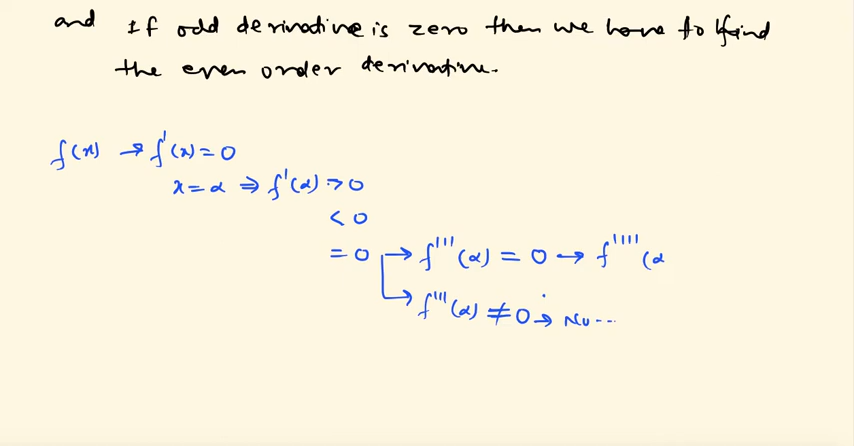 and If odd derivative is zero then we have to find
the even order derivative.
f(x) → f'(x) = 0
x = α ⇒ f'(α) > 0
< 0
= 0 → f'''(α) = 0 → f''''(α
→ f'''(α) ≠ 0 → No --